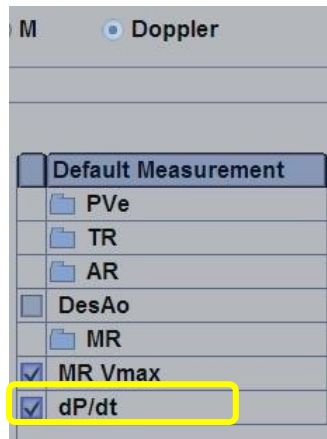 M Doppler
Default Measurement
PVe
TR
AR
DesAo
MR
MR Vmax
dP/dt